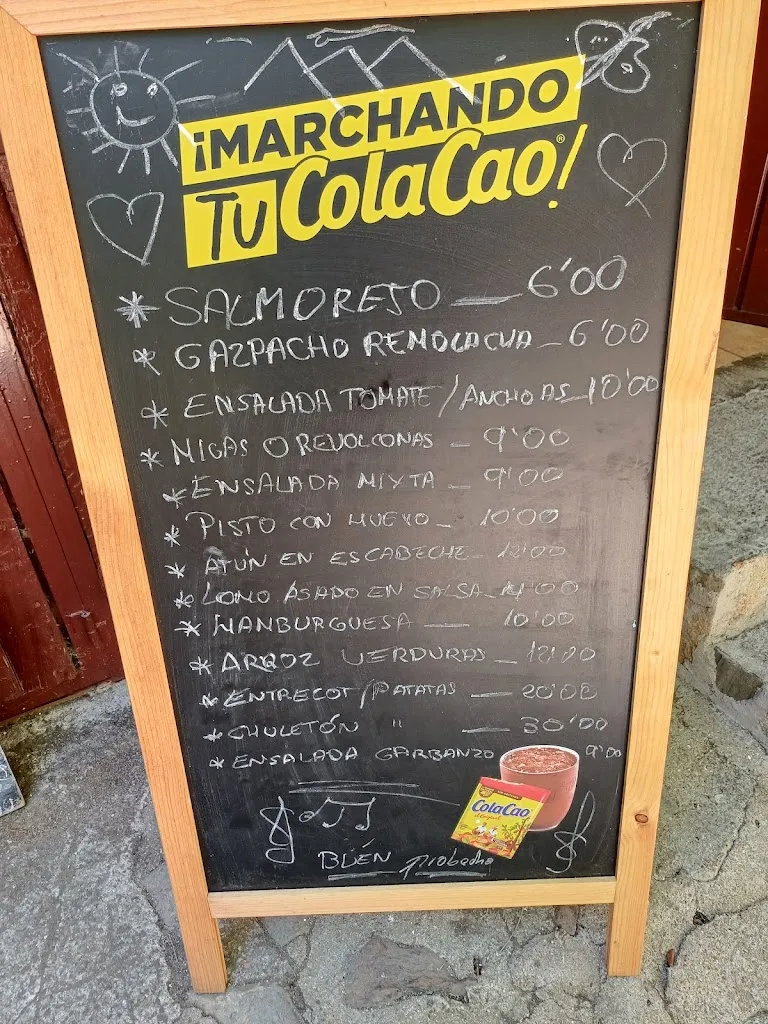 ¡MARCHANDO
TU ColaCao®!
* SALMOREJO — 6'00
* GAZPACHO REMOLACHA - 6'00
* ENSALADA TOMATE / ANCHOAS - 10'00
* MIGAS O REVOLCONAS - 9'00
* ENSALADA MIXTA - 9'00
* PISTO CON HUEVO - 10'00
* ATÚN EN ESCABECHE - 12'00
* LOMO ASADO EN SALSA - 14'00
* HAMBURGUESA — 10'00
* ARROZ VERDURAS - 12'00
* ENTRECOT / PATATAS — 20'00
* CHULETÓN " — 30'00
* ENSALADA GARBANZO 9'00
ColaCao
BUEN provecho